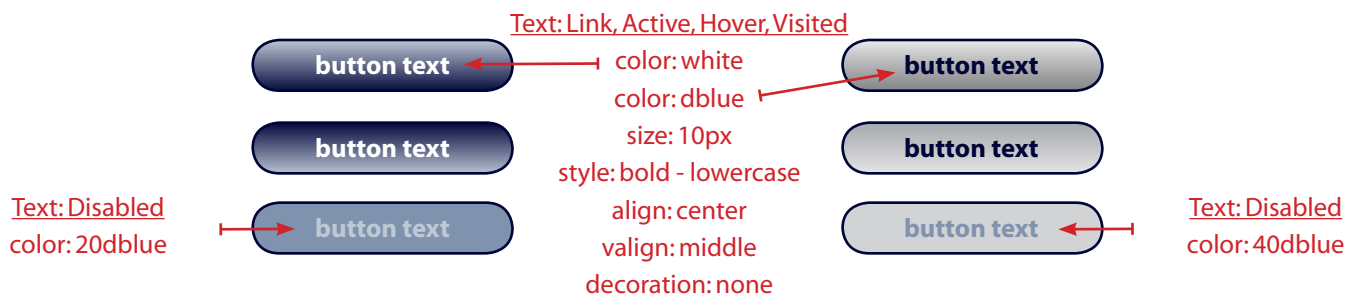 Text: Link, Active, Hover, Visited
button text
color: white
button text
color: dblue
size: 10px
button text
style: bold - lowercase
button text
Text: Disabled
color: 20dblue
button text
align: center
valign: middle
decoration: none
button text
Text: Disabled
color: 40dblue